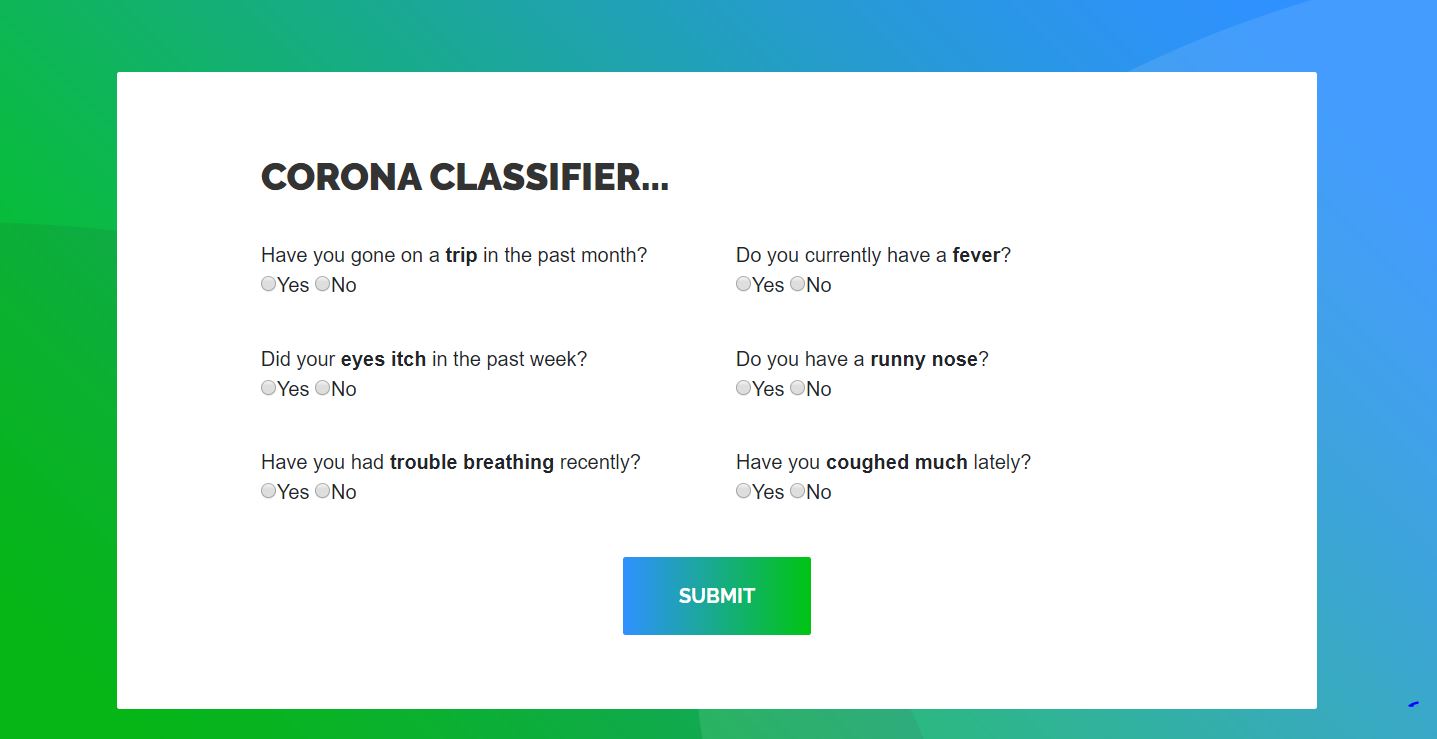 CORONA CLASSIFIER...
Have you gone on a trip in the past month?
Yes No
Do you currently have a fever?
Yes No
Did your eyes itch in the past week?
Yes No
Do you have a runny nose?
Yes No
Have you had trouble breathing recently?
Yes No
Have you coughed much lately?
Yes No
SUBMIT